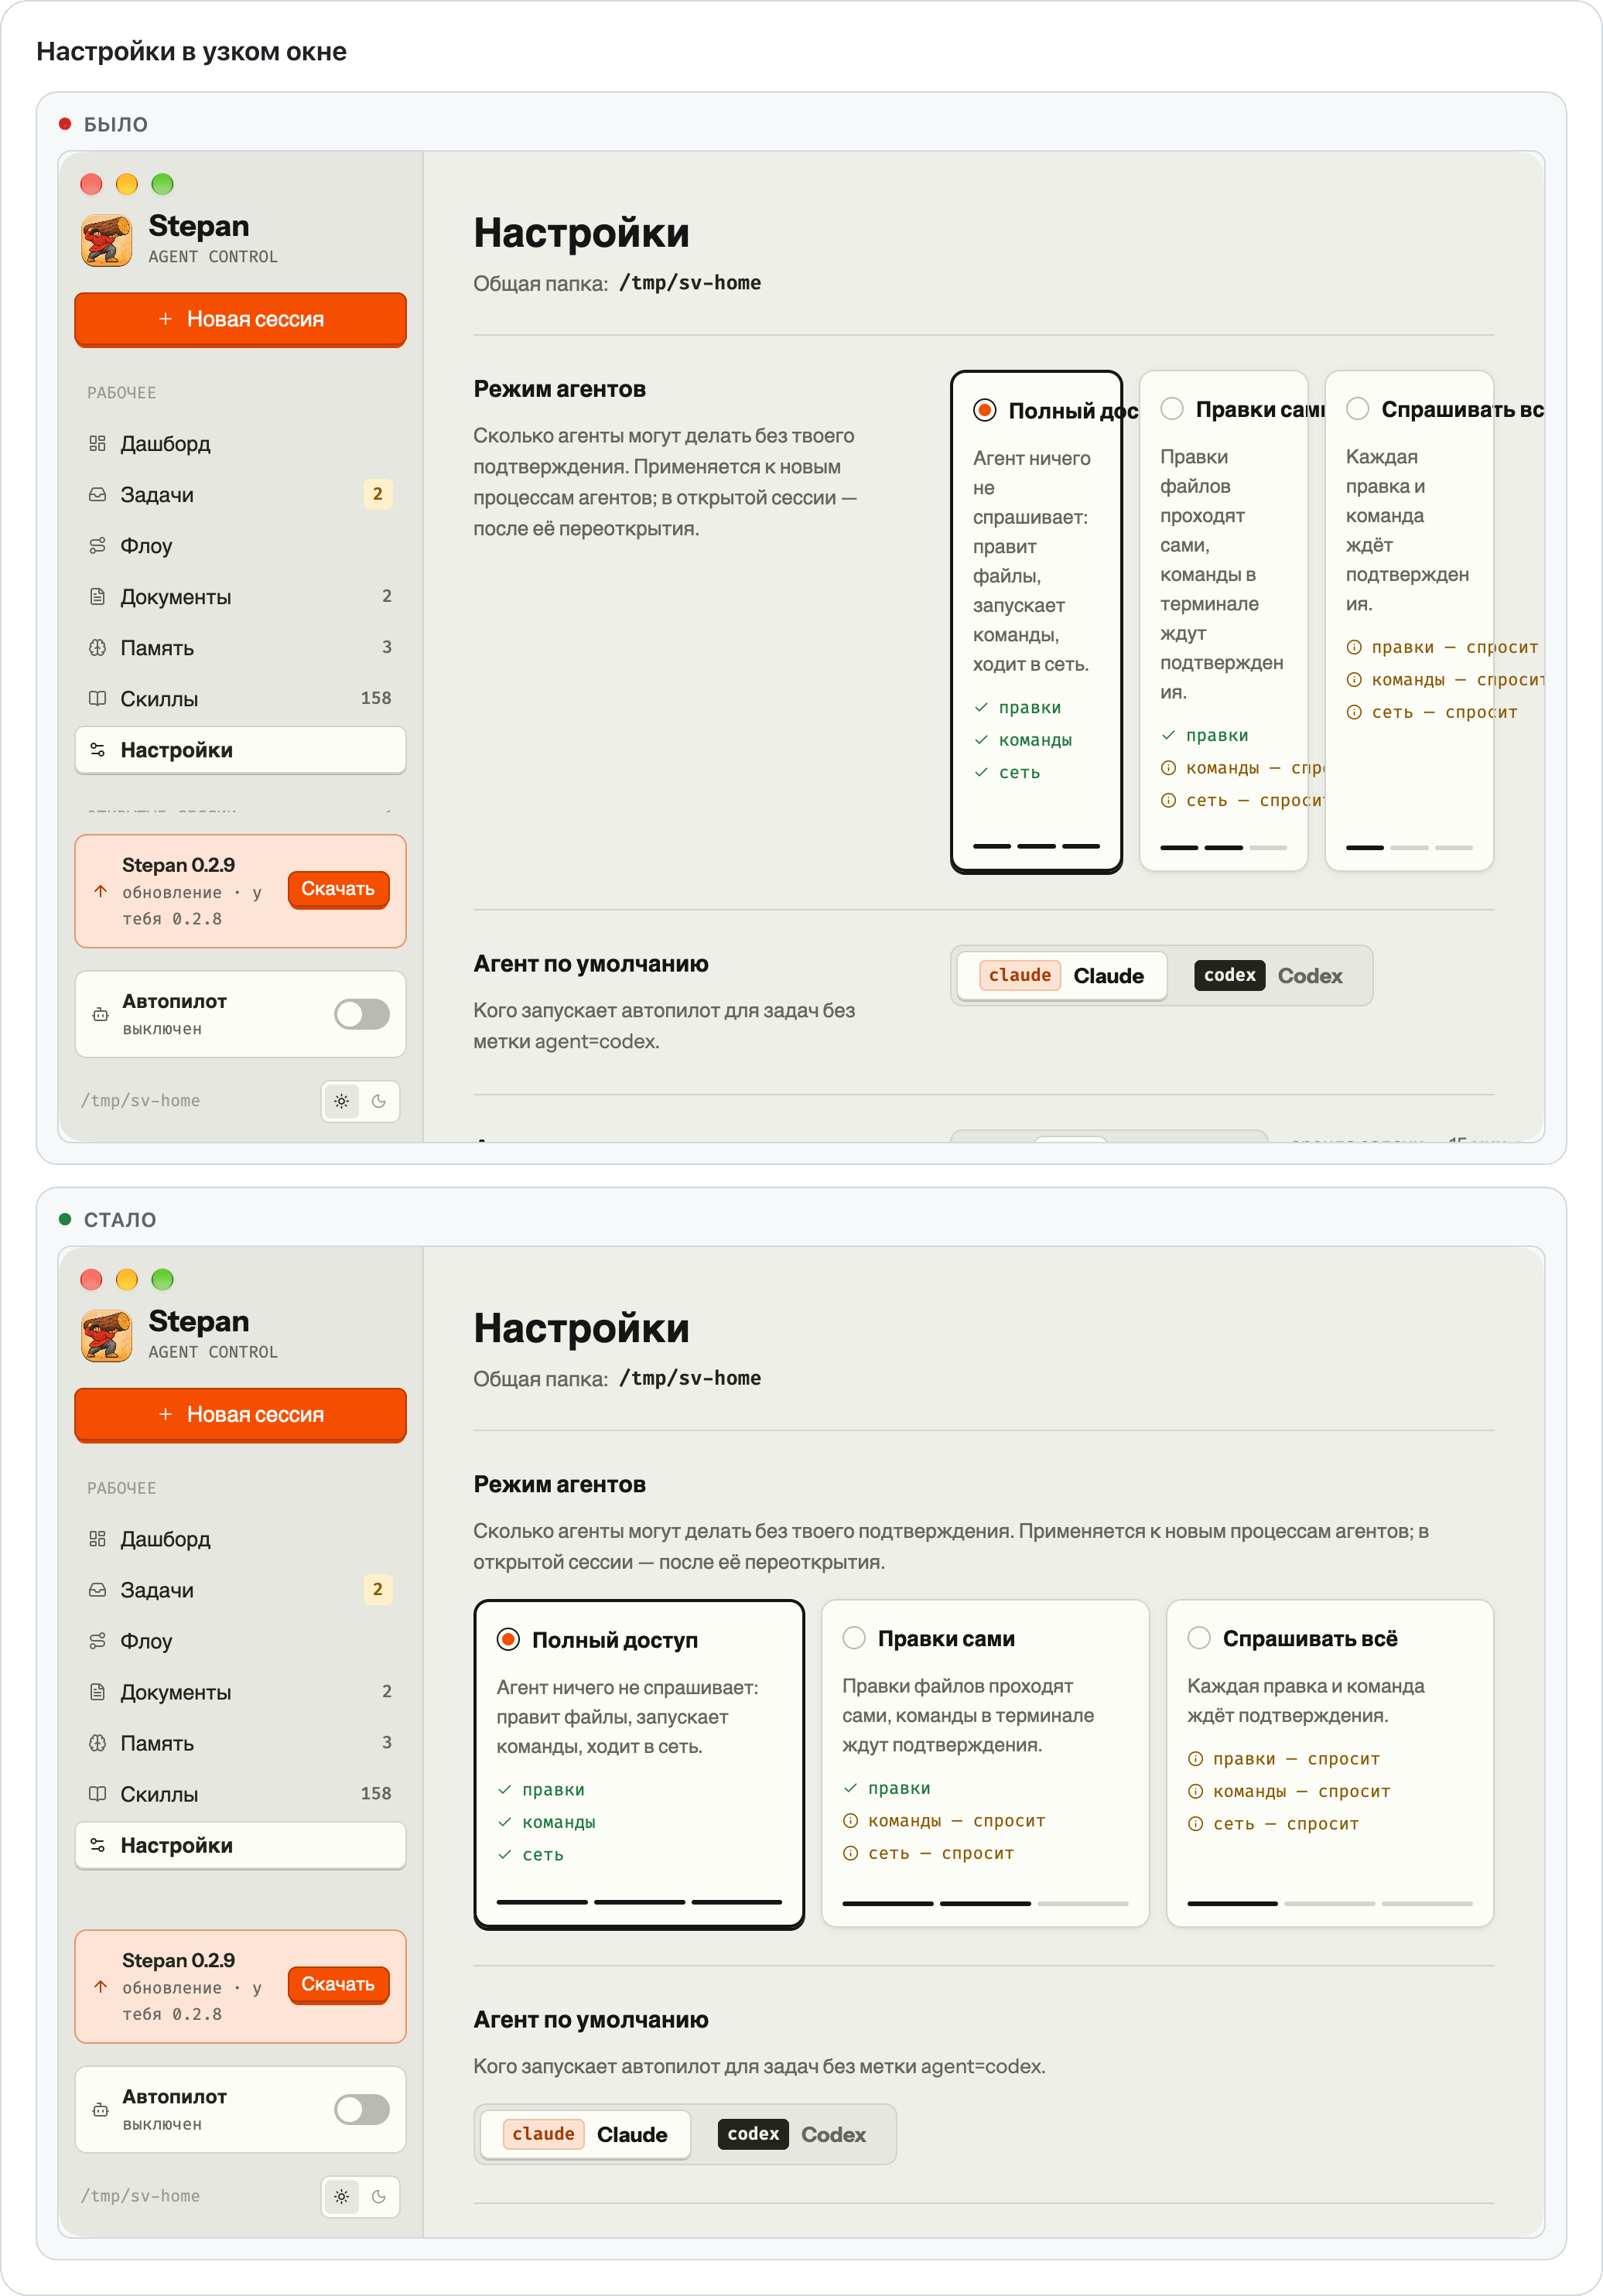 Настройки в узком окне
БЫЛО
Stepan
AGENT CONTROL
+ Новая сессия
РАБОЧЕЕ
Дашборд
Задачи 2
Флоу
Документы 2
Память 3
Скиллы 158
Настройки
Stepan 0.2.9
обновление · у
тебя 0.2.8
Скачать
Автопилот
выключен
/tmp/sv-home
Настройки
Общая папка: /tmp/sv-home
Режим агентов
Сколько агенты могут делать без твоего
подтверждения. Применяется к новым
процессам агентов; в открытой сессии —
после её переоткрытия.
Полный дос
Агент ничего
не
спрашивает:
правит
файлы,
запускает
команды,
ходит в сеть.
правки
команды
сеть
Правки сами
Правки
файлов
проходят
сами,
команды в
терминале
ждут
подтвержден
ия.
правки
команды — спро
сеть — спросит
Спрашивать вс
Каждая
правка и
команда
ждёт
подтвержден
ия.
правки — спросит
команды — спросит
сеть — спросит
Агент по умолчанию
Кого запускает автопилот для задач без
метки agent=codex.
claude Claude codex Codex
СТАЛО
Stepan
AGENT CONTROL
+ Новая сессия
РАБОЧЕЕ
Дашборд
Задачи 2
Флоу
Документы 2
Память 3
Скиллы 158
Настройки
Stepan 0.2.9
обновление · у
тебя 0.2.8
Скачать
Автопилот
выключен
/tmp/sv-home
Настройки
Общая папка: /tmp/sv-home
Режим агентов
Сколько агенты могут делать без твоего подтверждения. Применяется к новым процессам агентов; в
открытой сессии — после её переоткрытия.
Полный доступ
Агент ничего не спрашивает:
правит файлы, запускает
команды, ходит в сеть.
правки
команды
сеть
Правки сами
Правки файлов проходят
сами, команды в терминале
ждут подтверждения.
правки
команды — спросит
сеть — спросит
Спрашивать всё
Каждая правка и команда
ждёт подтверждения.
правки — спросит
команды — спросит
сеть — спросит
Агент по умолчанию
Кого запускает автопилот для задач без метки agent=codex.
claude Claude codex Codex